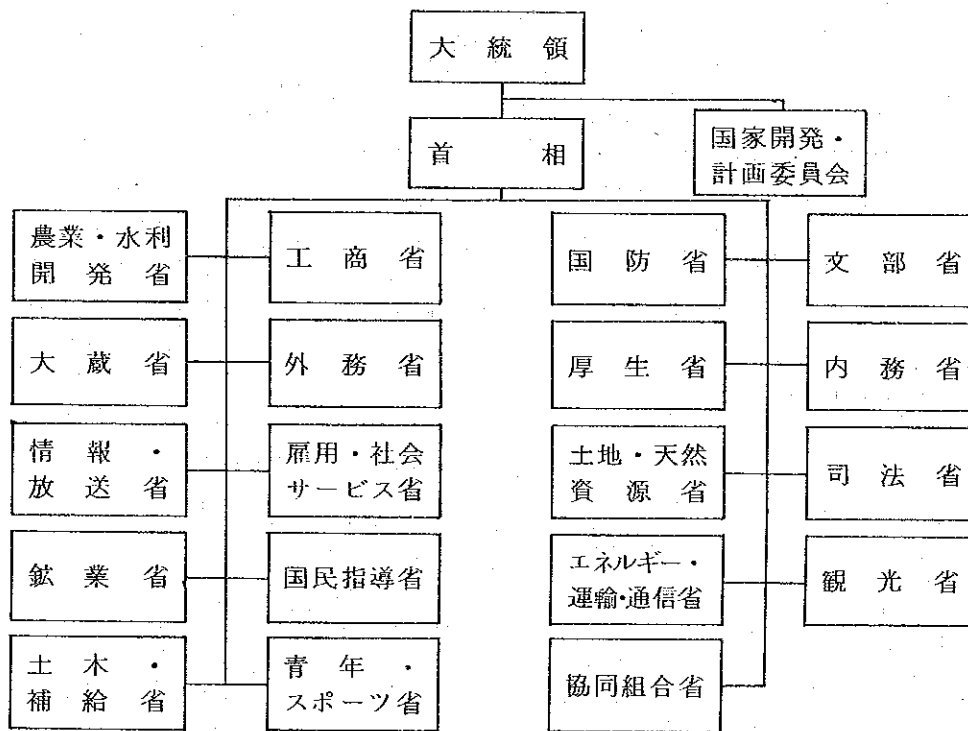 大統領
首相
国家開発・
計画委員会
農業・水利
開発省
工商省
国防省
文部省
大蔵省
外務省
厚生省
内務省
情報・
放送省
雇用・社会
サービス省
土地・天然
資源省
司法省
鉱業省
国民指導省
エネルギー・
運輸・通信省
観光省
土木・
補給省
青年・
スポーツ省
協同組合省